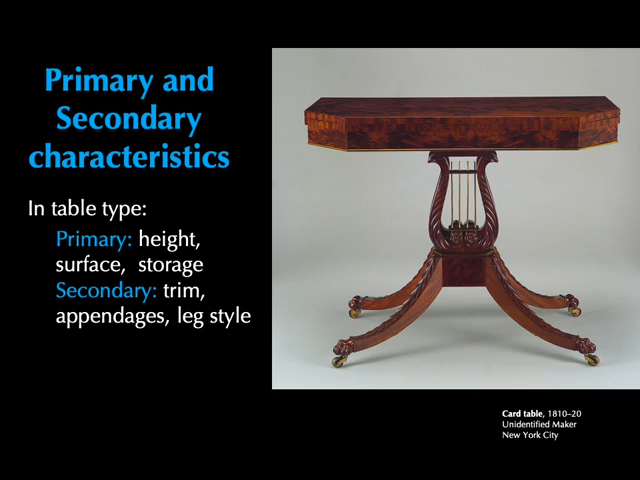 Primary and
Secondary
characteristics
In table type:
Primary: height,
surface, storage
Secondary: trim,
appendages, leg style
Card table, 1810–20
Unidentified Maker
New York City